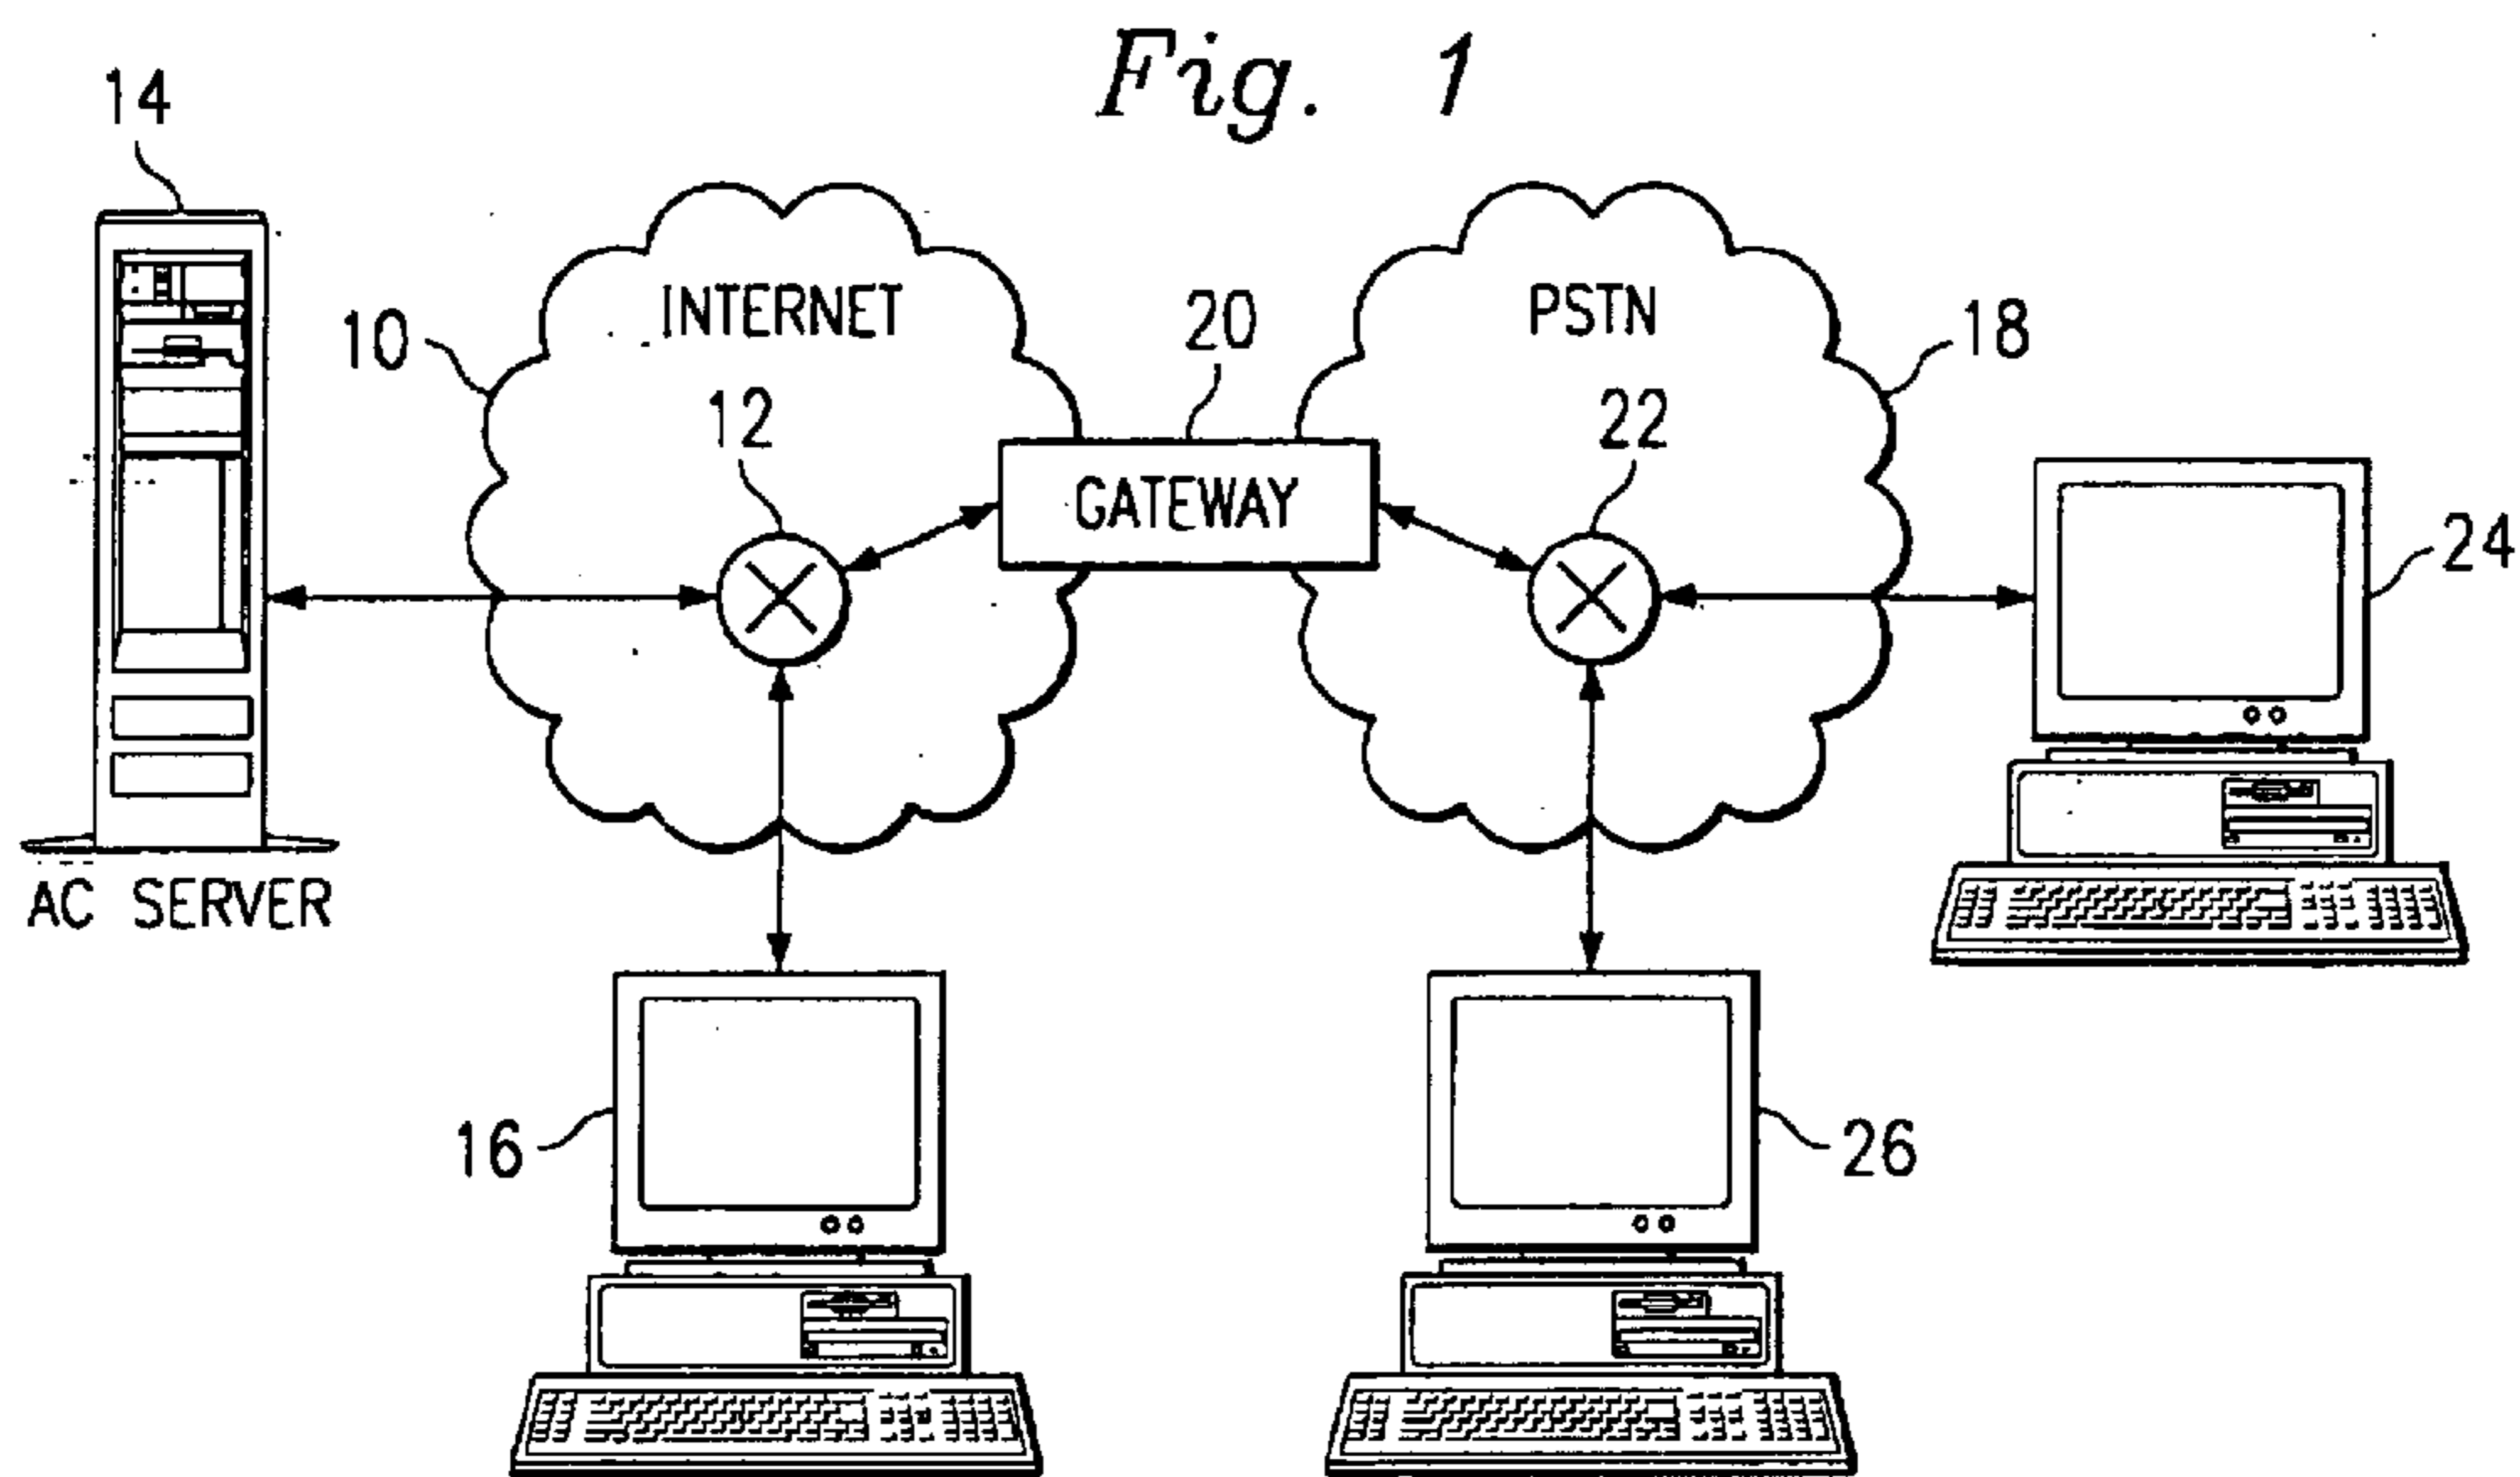 Fig. 1
14
INTERNET
PSTN
10
20
18
12
22
GATEWAY
24
AC SERVER
16
26